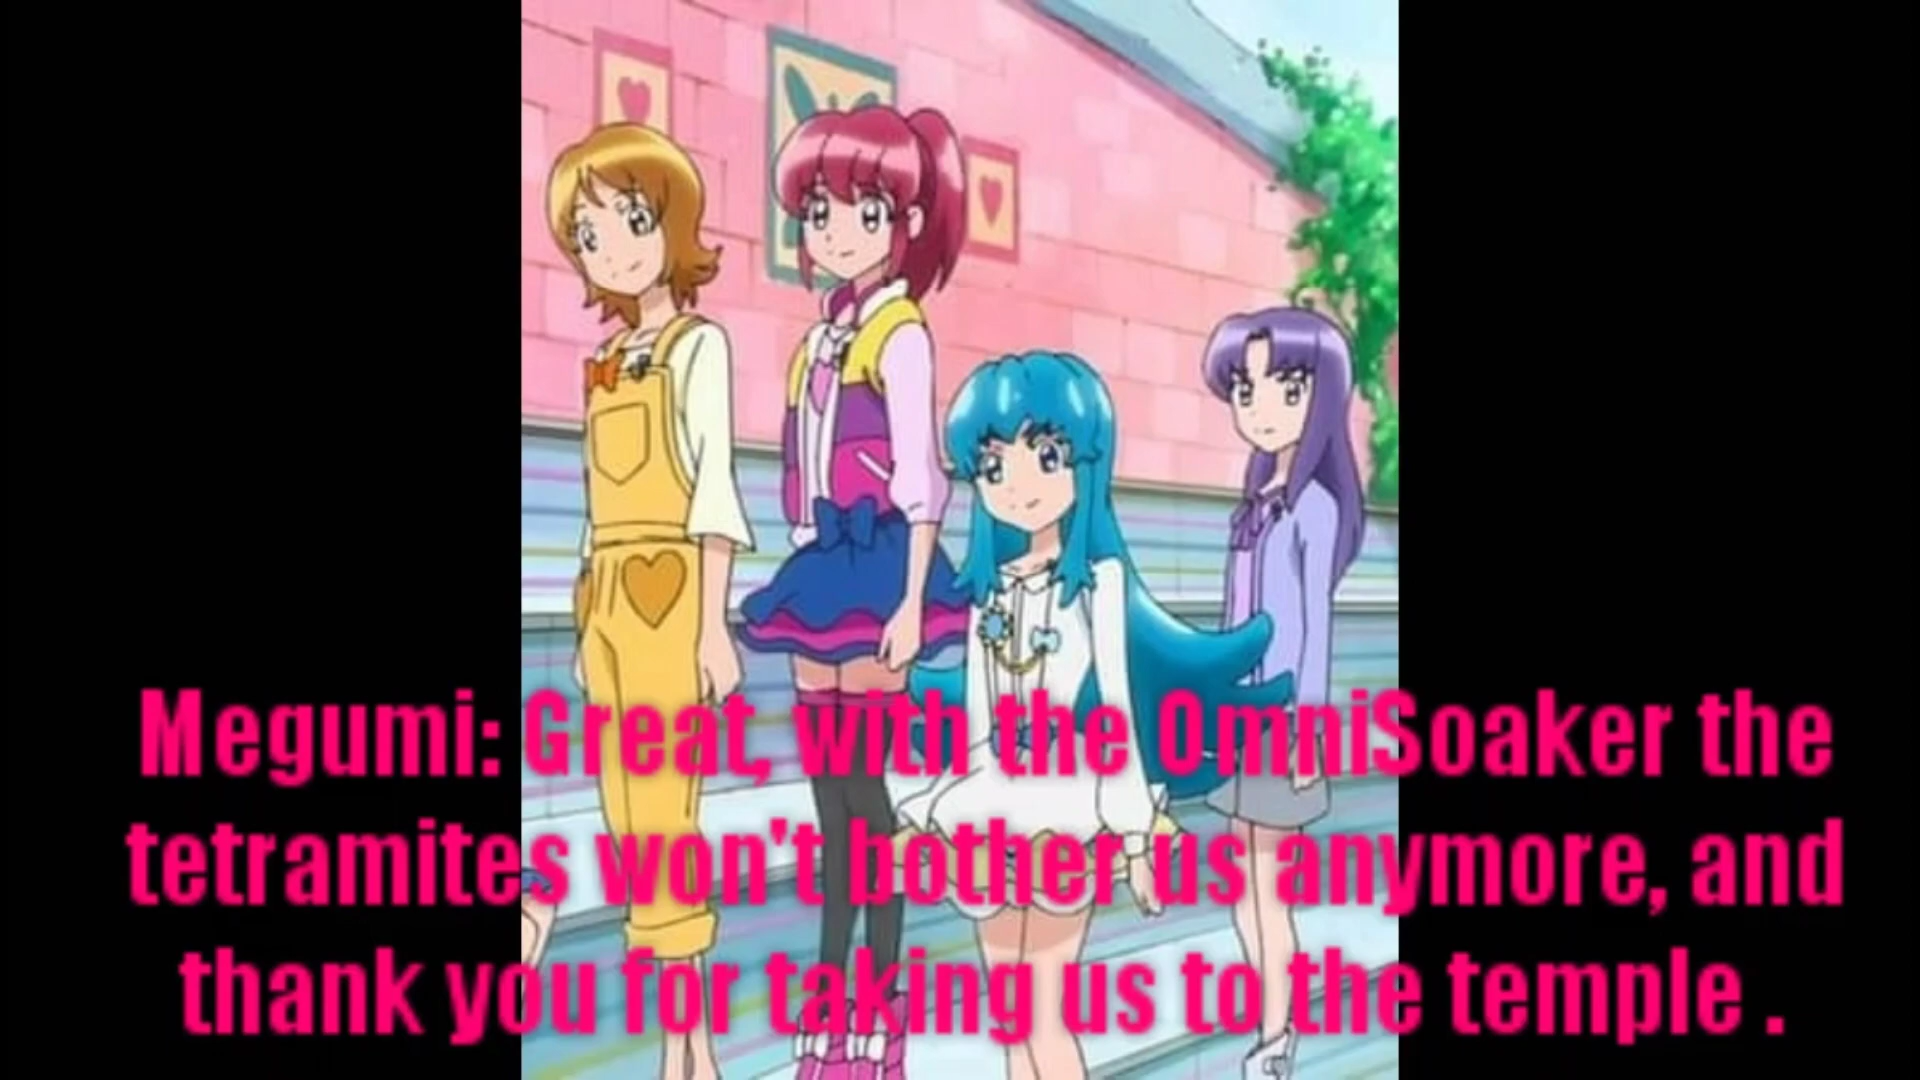 Megumi: Great, with the OmniSoaker the
tetramites won't bother us anymore, and
thank you for taking us to the temple .